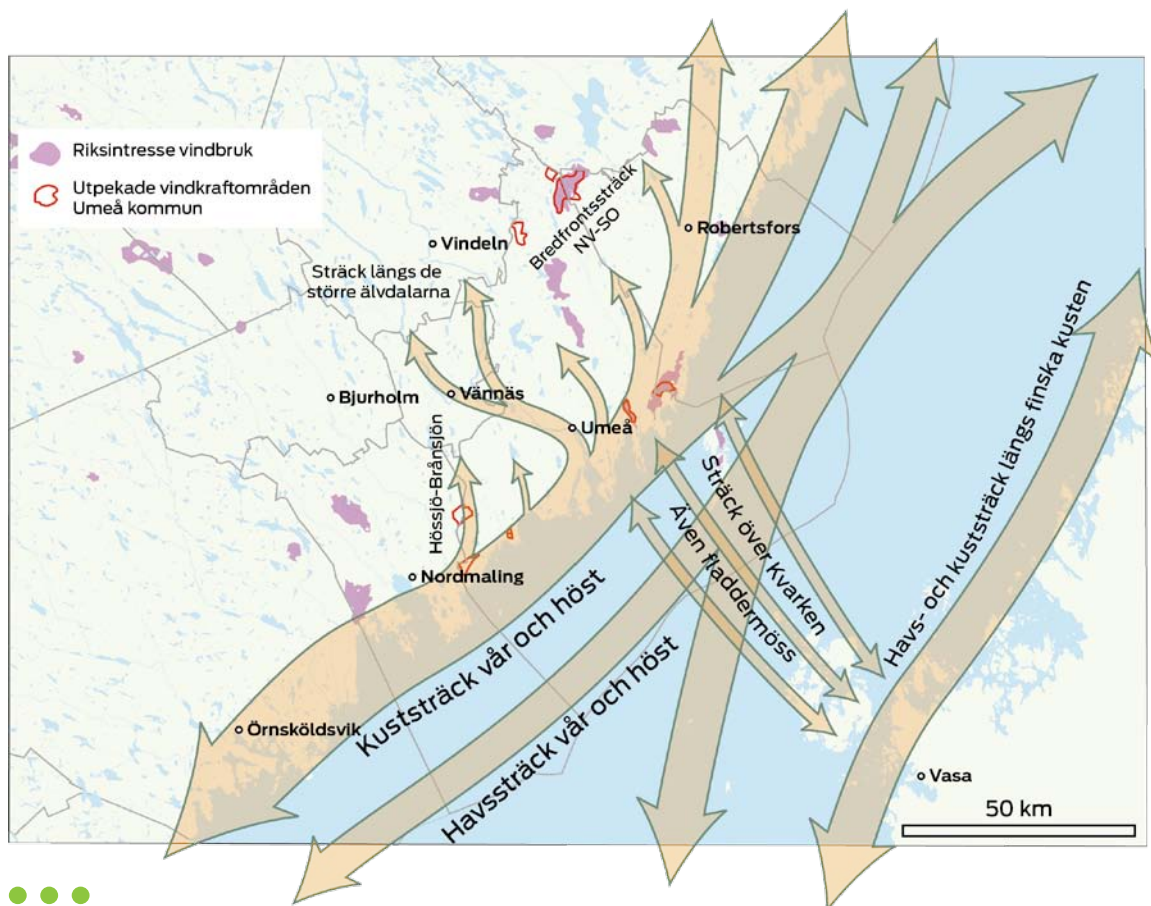 Riksintresse vindbruk
Utpekade vindkraftområden
Umeå kommun
Vindeln
Sträck längs de
större älvdalarna
Bredfrontssträck
NV-SO
Robertsfors
Bjurholm
Vännäs
Umeå
Hössjö-Brånsjön
Nordmaling
Örnsköldsvik
Kuststräck vår och höst
Havssträck vår och höst
Sträck över Kvarken
Även fladdermöss
Havs- och kuststräck längs finska kusten
Vasa
50 km